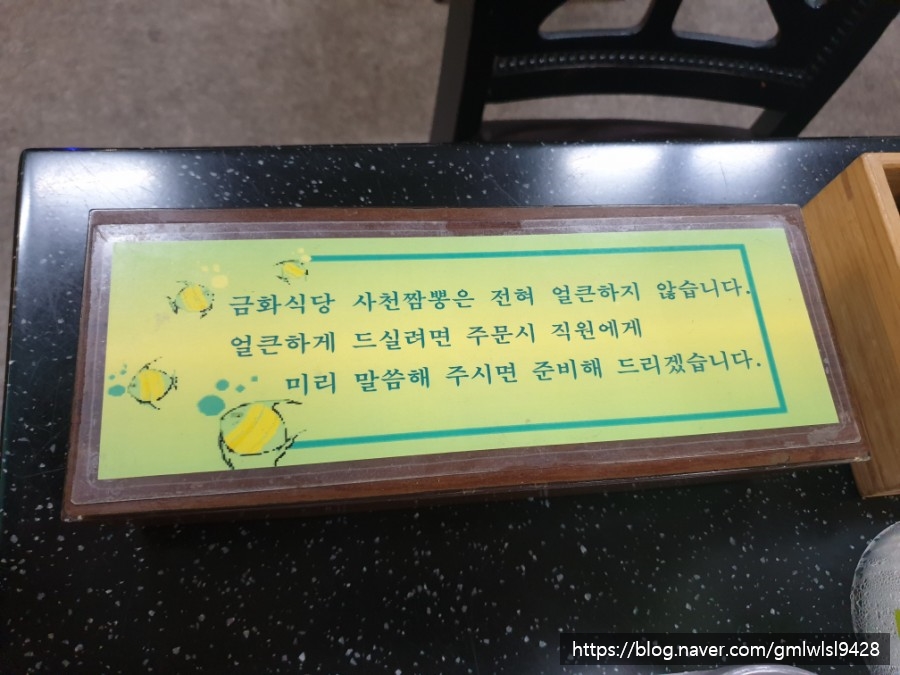 금화식당 사천짬뽕은 전혀 얼큰하지 않습니다.
얼큰하게 드실려면 주문시 직원에게
미리 말씀해 주시면 준비해 드리겠습니다.
https://blog.naver.com/gmlwlsl9428